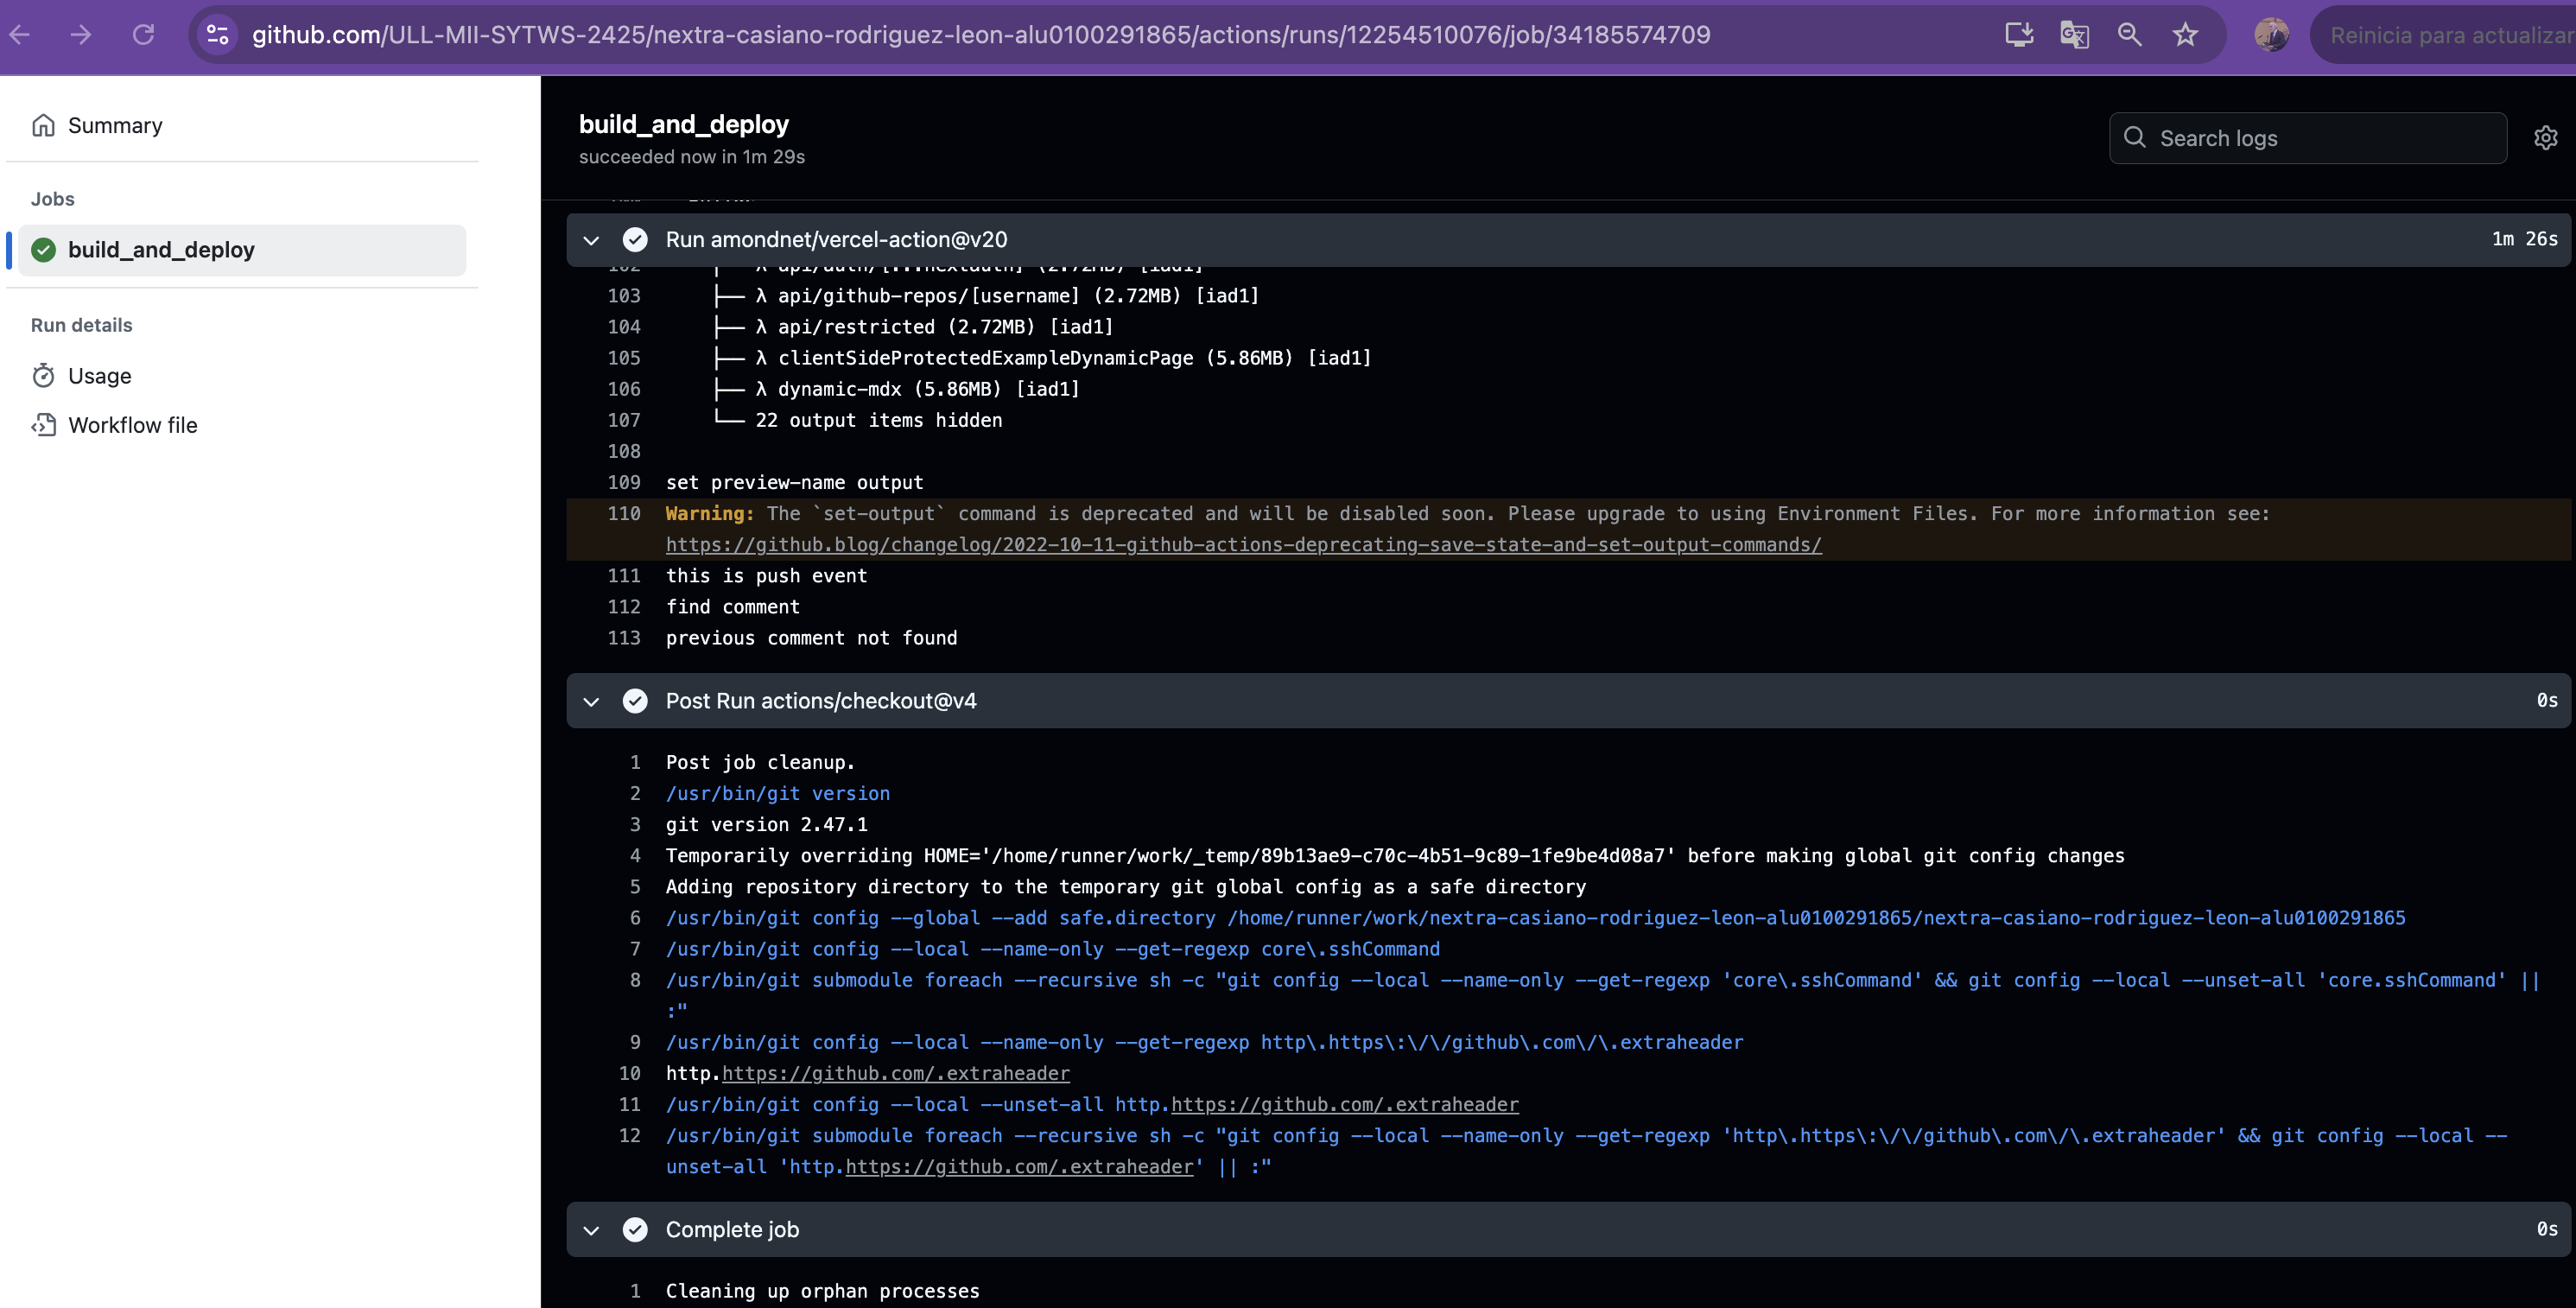 github.com/ULL-MII-SYTWS-2425/nextra-casiano-rodriguez-leon-alu0100291865/actions/runs/12254510076/job/34185574709
Reinicia para actualizar
Summary
Jobs
build_and_deploy
Run details
Usage
Workflow file
build_and_deploy
succeeded now in 1m 29s
Search logs
Run amondnet/vercel-action@v20 1m 26s
102 ├── λ api/auth/[...nextauth] (2.72MB) [iad1]
103 ├── λ api/github-repos/[username] (2.72MB) [iad1]
104 ├── λ api/restricted (2.72MB) [iad1]
105 ├── λ clientSideProtectedExampleDynamicPage (5.86MB) [iad1]
106 ├── λ dynamic-mdx (5.86MB) [iad1]
107 └── 22 output items hidden
108
109 set preview-name output
110 Warning: The `set-output` command is deprecated and will be disabled soon. Please upgrade to using Environment Files. For more information see:
https://github.blog/changelog/2022-10-11-github-actions-deprecating-save-state-and-set-output-commands/
111 this is push event
112 find comment
113 previous comment not found
Post Run actions/checkout@v4 0s
1 Post job cleanup.
2 /usr/bin/git version
3 git version 2.47.1
4 Temporarily overriding HOME='/home/runner/work/_temp/89b13ae9-c70c-4b51-9c89-1fe9be4d08a7' before making global git config changes
5 Adding repository directory to the temporary git global config as a safe directory
6 /usr/bin/git config --global --add safe.directory /home/runner/work/nextra-casiano-rodriguez-leon-alu0100291865/nextra-casiano-rodriguez-leon-alu0100291865
7 /usr/bin/git config --local --name-only --get-regexp core\.sshCommand
8 /usr/bin/git submodule foreach --recursive sh -c "git config --local --name-only --get-regexp 'core\.sshCommand' && git config --local --unset-all 'core.sshCommand' ||
:"
9 /usr/bin/git config --local --name-only --get-regexp http\.https\:\/\/github\.com\/\.extraheader
10 http.https://github.com/.extraheader
11 /usr/bin/git config --local --unset-all http.https://github.com/.extraheader
12 /usr/bin/git submodule foreach --recursive sh -c "git config --local --name-only --get-regexp 'http\.https\:\/\/github\.com\/\.extraheader' && git config --local --
unset-all 'http.https://github.com/.extraheader' || :"
Complete job 0s
1 Cleaning up orphan processes